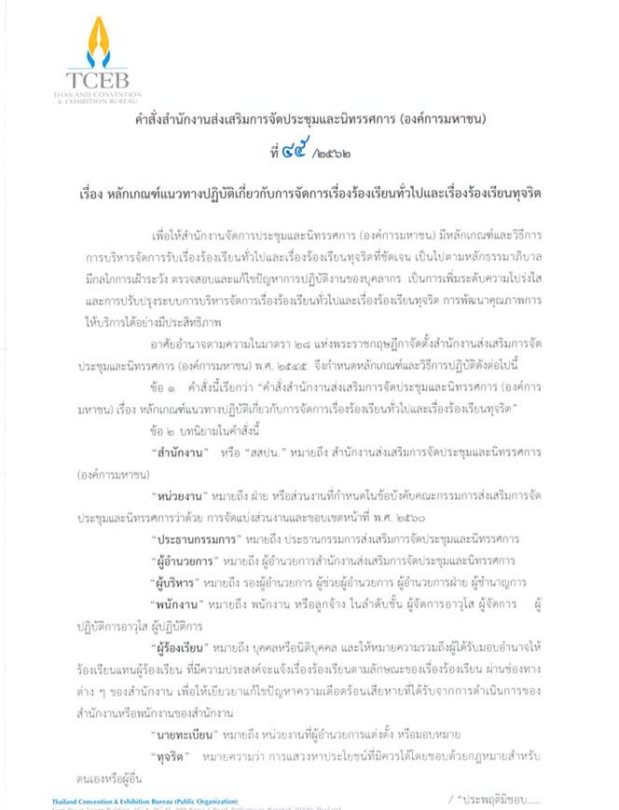 TCEB
THAILAND CONVENTION
& EXHIBITION BUREAU
คำสั่งสำนักงานส่งเสริมการจัดประชุมและนิทรรศการ (องค์การมหาชน)
ที่ ๔๕ /๒๕๖๒
เรื่อง หลักเกณฑ์แนวทางปฏิบัติเกี่ยวกับการจัดการเรื่องร้องเรียนทั่วไปและเรื่องร้องเรียนทุจริต
เพื่อให้สำนักงานจัดการประชุมและนิทรรศการ (องค์การมหาชน) มีหลักเกณฑ์และวิธีการ
การบริหารจัดการรับเรื่องร้องเรียนทั่วไปและเรื่องร้องเรียนทุจริตที่ชัดเจน เป็นไปตามหลักธรรมาภิบาล
มีกลไกการเฝ้าระวัง ตรวจสอบและแก้ไขปัญหาการปฏิบัติงานของบุคลากร เป็นการเพิ่มระดับความโปร่งใส
และการปรับปรุงระบบการบริหารจัดการเรื่องร้องเรียนทั่วไปและเรื่องร้องเรียนทุจริต การพัฒนาคุณภาพการ
ให้บริการได้อย่างมีประสิทธิภาพ
อาศัยอำนาจตามความในมาตรา ๒๘ แห่งพระราชกฤษฎีกาจัดตั้งสำนักงานส่งเสริมการจัด
ประชุมและนิทรรศการ (องค์การมหาชน) พ.ศ. ๒๕๔๕ จึงกำหนดหลักเกณฑ์และวิธีการปฏิบัติดังต่อไปนี้
ข้อ ๑ คำสั่งนี้เรียกว่า "คำสั่งสำนักงานส่งเสริมการจัดประชุมและนิทรรศการ (องค์การ
มหาชน) เรื่อง หลักเกณฑ์แนวทางปฏิบัติเกี่ยวกับการจัดการเรื่องร้องเรียนทั่วไปและเรื่องร้องเรียนทุจริต"
ข้อ ๒ บทนิยามในคำสั่งนี้
"สำนักงาน" หรือ "สสปน." หมายถึง สำนักงานส่งเสริมการจัดประชุมและนิทรรศการ
(องค์การมหาชน)
"หน่วยงาน" หมายถึง ฝ่าย หรือส่วนงานที่กำหนดในข้อบังคับคณะกรรมการส่งเสริมการจัด
ประชุมและนิทรรศการว่าด้วย การจัดแบ่งส่วนงานและขอบเขตหน้าที่ พ.ศ. ๒๕๖๐
"ประธานกรรมการ" หมายถึง ประธานกรรมการส่งเสริมการจัดประชุมและนิทรรศการ
"ผู้อำนวยการ" หมายถึง ผู้อำนวยการสำนักงานส่งเสริมการจัดประชุมและนิทรรศการ
"ผู้บริหาร" หมายถึง รองผู้อำนวยการ ผู้ช่วยผู้อำนวยการ ผู้อำนวยการฝ่าย ผู้ชำนาญการ
"พนักงาน" หมายถึง พนักงาน หรือลูกจ้าง ในลำดับชั้น ผู้จัดการอาวุโส ผู้จัดการ ผู้
ปฏิบัติการอาวุโส ผู้ปฏิบัติการ
"ผู้ร้องเรียน" หมายถึง บุคคลหรือนิติบุคคล และให้หมายความรวมถึงผู้ได้รับมอบอำนาจให้
ร้องเรียนแทนผู้ร้องเรียน ที่มีความประสงค์จะแจ้งเรื่องร้องเรียนตามลักษณะของเรื่องร้องเรียน ผ่านช่องทาง
ต่าง ๆ ของสำนักงาน เพื่อให้เยียวยาแก้ไขปัญหาความเดือดร้อนเสียหายที่ได้รับจากการดำเนินการของ
สำนักงานหรือพนักงานของสำนักงาน
"นายทะเบียน" หมายถึง หน่วยงานที่ผู้อำนวยการแต่งตั้ง หรือมอบหมาย
"ทุจริต" หมายความว่า การแสวงหาประโยชน์ที่มิควรได้โดยชอบด้วยกฎหมายสำหรับ
ตนเองหรือผู้อื่น
/ "ประพฤติมิชอบ.....
Thailand Convention & Exhibition Bureau (Public Organization)